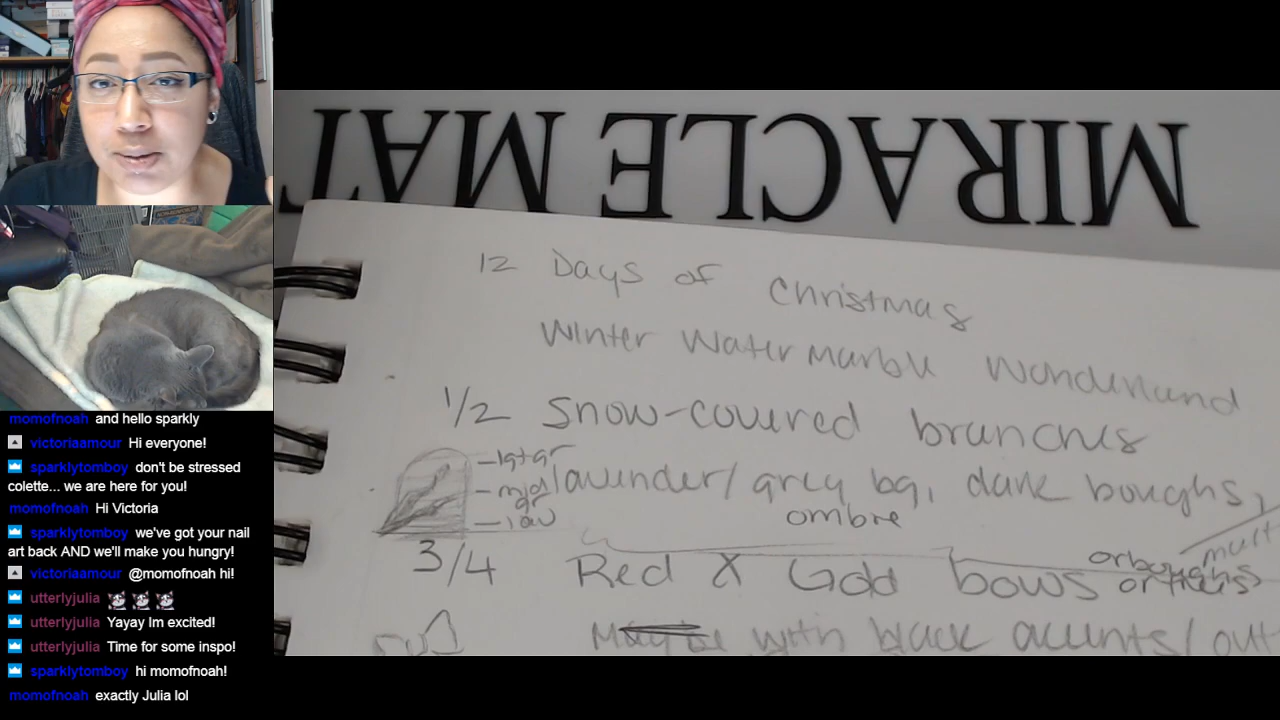 MIRACLE MAT
12 Days of Christmas
Winter Water Marble Wonderland
1/2 Snow-covered branches
lavender/ grey bg, dark boughs,
ombre
3/4 Red X Gold bows
with black accents/
momofnoah and hello sparkly
victoriaamour Hi everyone!
sparklytomboy don't be stressed
colette... we are here for you!
momofnoah Hi Victoria
sparklytomboy we've got your nail
art back AND we'll make you hungry!
victoriaamour @momofnoah hi!
utterlyjulia
utterlyjulia Yayay Im excited!
utterlyjulia Time for some inspo!
sparklytomboy hi momofnoah!
momofnoah exactly Julia lol